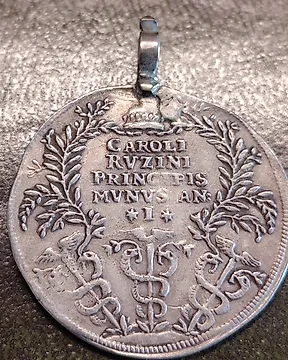 CAROLI
RVZINI
PRINCIPIS
MVNVS AN:
*I*